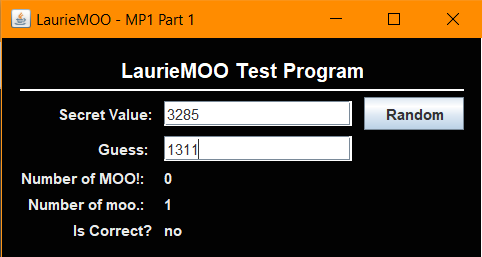 LaurieMOO - MP1 Part 1
LaurieMOO Test Program
Secret Value: 3285 Random
Guess: 1311
Number of MOO!: 0
Number of moo.: 1
Is Correct? no